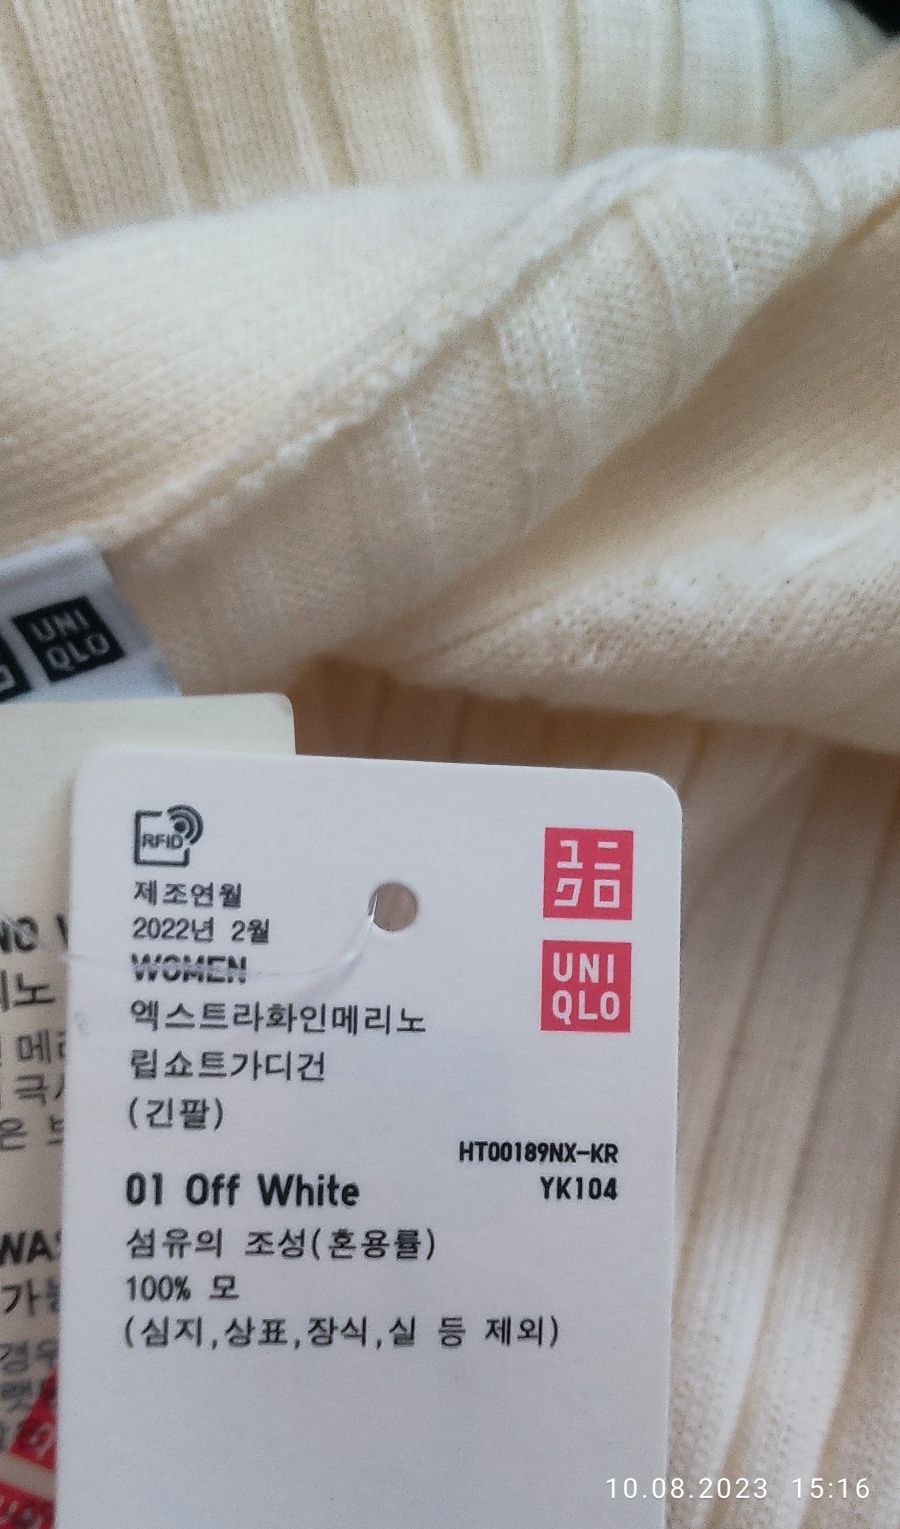 UNI
QLO
RFID
제조연월
2022년 2월
WOMEN
엑스트라화인메리노
립쇼트가디건
(긴팔)
ユニ
クロ
UNI
QLO
HT00189NX-KR
YK104
01 Off White
섬유의 조성(혼용률)
100% 모
(심지,상표,장식,실 등 제외)
10.08.2023 15:16